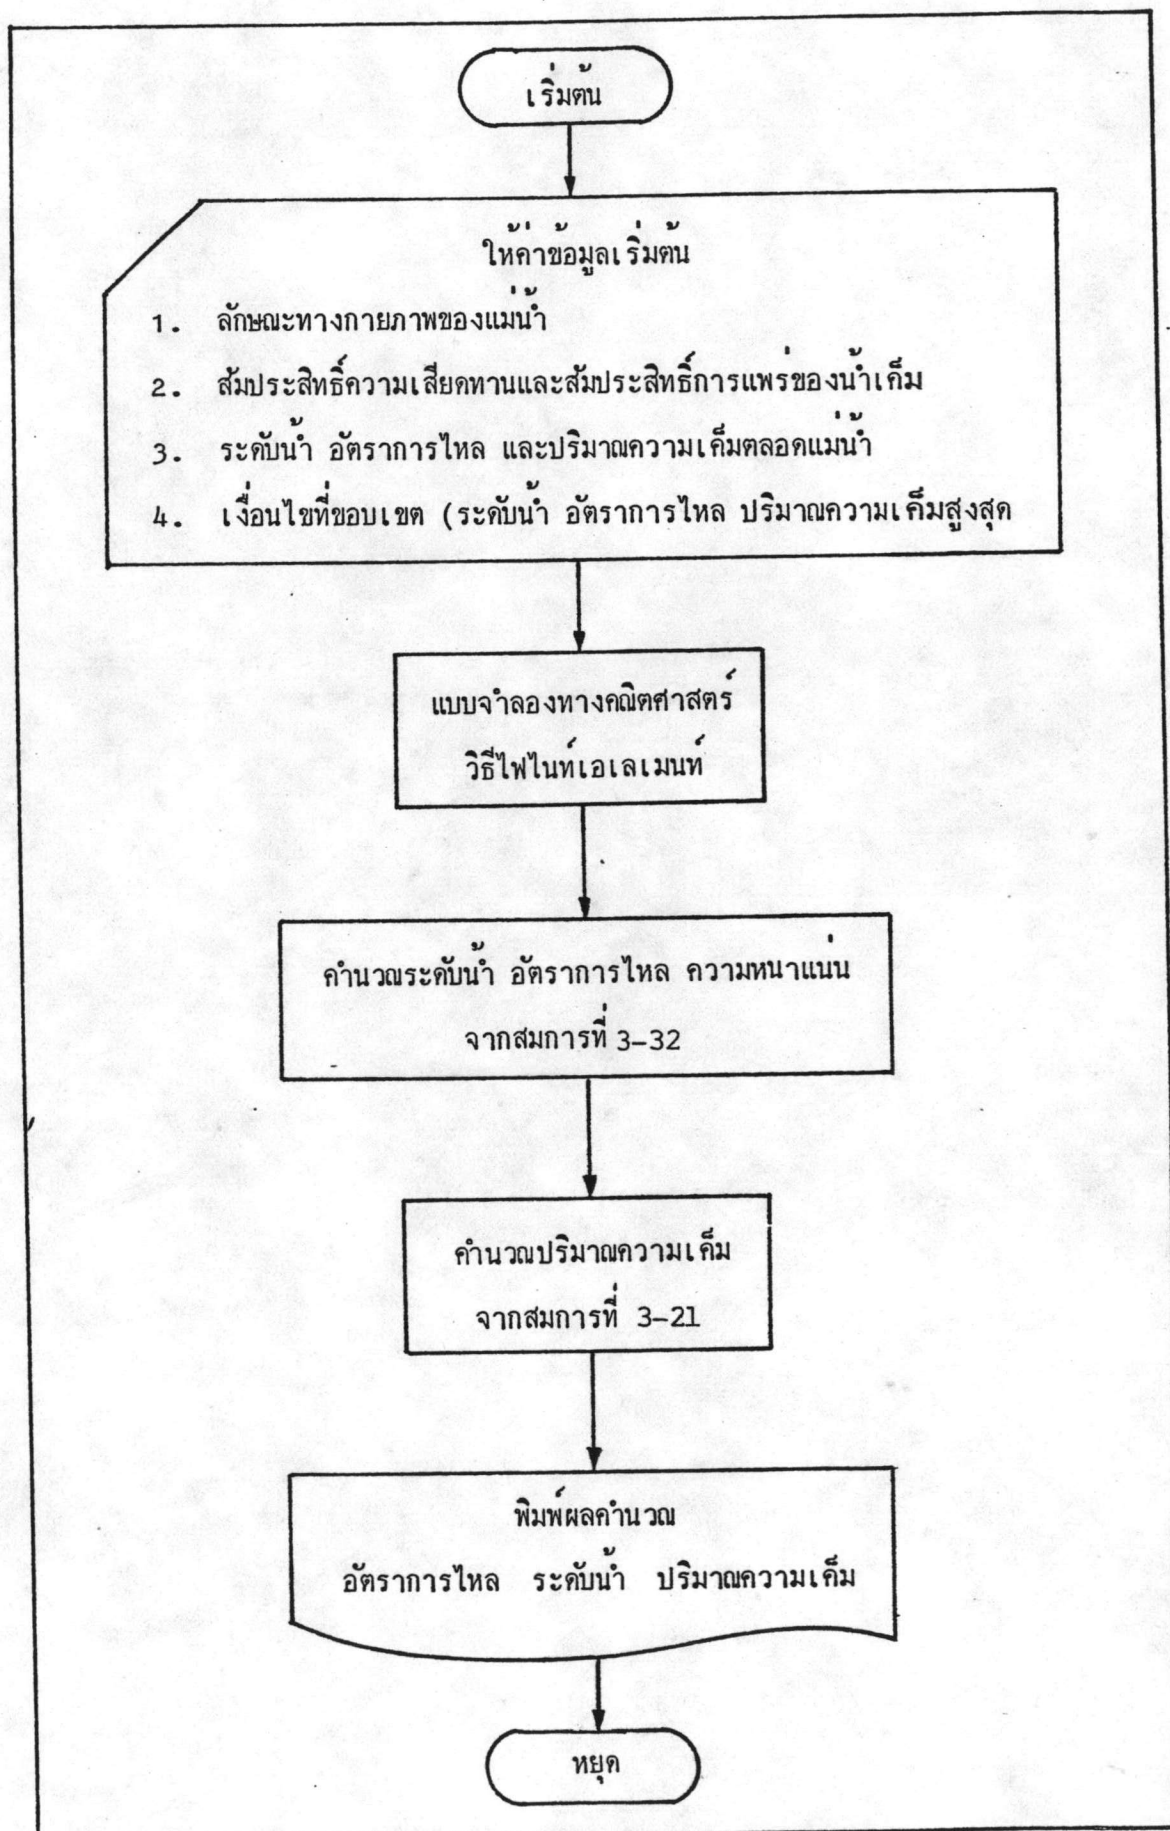 เริ่มต้น
ให้ค่าข้อมูลเริ่มต้น
1. ลักษณะทางกายภาพของแม่น้ำ
2. สัมประสิทธิ์ความเสียดทานและสัมประสิทธิ์การแพร่ของน้ำเค็ม
3. ระดับน้ำ อัตราการไหล และปริมาณความเค็มตลอดแม่น้ำ
4. เงื่อนไขที่ขอบเขต (ระดับน้ำ อัตราการไหล ปริมาณความเค็มสูงสุด
แบบจำลองทางคณิตศาสตร์
วิธีไฟไนท์เอเลเมนท์
คำนวณระดับน้ำ อัตราการไหล ความหนาแน่น
จากสมการที่ 3-32
คำนวณปริมาณความเค็ม
จากสมการที่ 3-21
พิมพ์ผลคำนวณ
อัตราการไหล ระดับน้ำ ปริมาณความเค็ม
หยุด